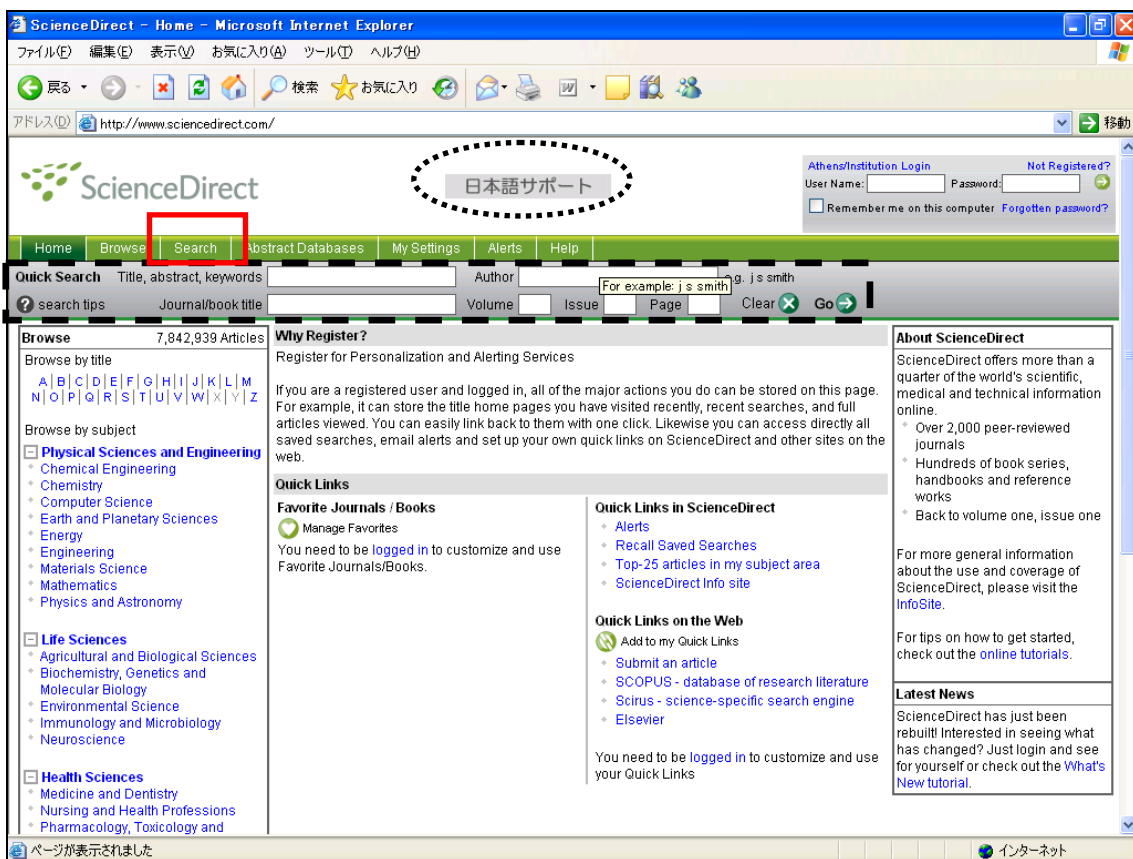 ScienceDirect - Home - Microsoft Internet Explorer
ファイル(F) 編集(E) 表示(V) お気に入り(A) ツール(T) ヘルプ(H)
戻る 検索 お気に入り
アドレス(D) http://www.sciencedirect.com/ 移動
ScienceDirect
日本語サポート
Athens/Institution Login Not Registered?
User Name: Password:
Remember me on this computer Forgotten password?
Home Browse Search Abstract Databases My Settings Alerts Help
Quick Search Title, abstract, keywords Author e.g. j s smith
For example: j s smith
search tips Journal/book title Volume Issue Page Clear Go
Browse 7,842,939 Articles
Browse by title
A|B|C|D|E|F|G|H|I|J|K|L|M
N|O|P|Q|R|S|T|U|V|W|X|Y|Z
Browse by subject
Physical Sciences and Engineering
Chemical Engineering
Chemistry
Computer Science
Earth and Planetary Sciences
Energy
Engineering
Materials Science
Mathematics
Physics and Astronomy
Life Sciences
Agricultural and Biological Sciences
Biochemistry, Genetics and
Molecular Biology
Environmental Science
Immunology and Microbiology
Neuroscience
Health Sciences
Medicine and Dentistry
Nursing and Health Professions
Pharmacology, Toxicology and
Why Register?
Register for Personalization and Alerting Services
If you are a registered user and logged in, all of the major actions you do can be stored on this page.
For example, it can store the title home pages you have visited recently, recent searches, and full
articles viewed. You can easily link back to them with one click. Likewise you can access directly all
saved searches, email alerts and set up your own quick links on ScienceDirect and other sites on the
web.
Quick Links
Favorite Journals / Books
Manage Favorites
You need to be logged in to customize and use
Favorite Journals/Books.
Quick Links in ScienceDirect
Alerts
Recall Saved Searches
Top-25 articles in my subject area
ScienceDirect Info site
Quick Links on the Web
Add to my Quick Links
Submit an article
SCOPUS - database of research literature
Scirus - science-specific search engine
Elsevier
You need to be logged in to customize and use
your Quick Links
About ScienceDirect
ScienceDirect offers more than a
quarter of the world's scientific,
medical and technical information
online.
Over 2,000 peer-reviewed
journals
Hundreds of book series,
handbooks and reference
works
Back to volume one, issue one
For more general information
about the use and coverage of
ScienceDirect, please visit the
InfoSite.
For tips on how to get started,
check out the online tutorials.
Latest News
ScienceDirect has just been
rebuilt! Interested in seeing what
has changed? Just login and see
for yourself or check out the What's
New tutorial.
ページが表示されました インターネット